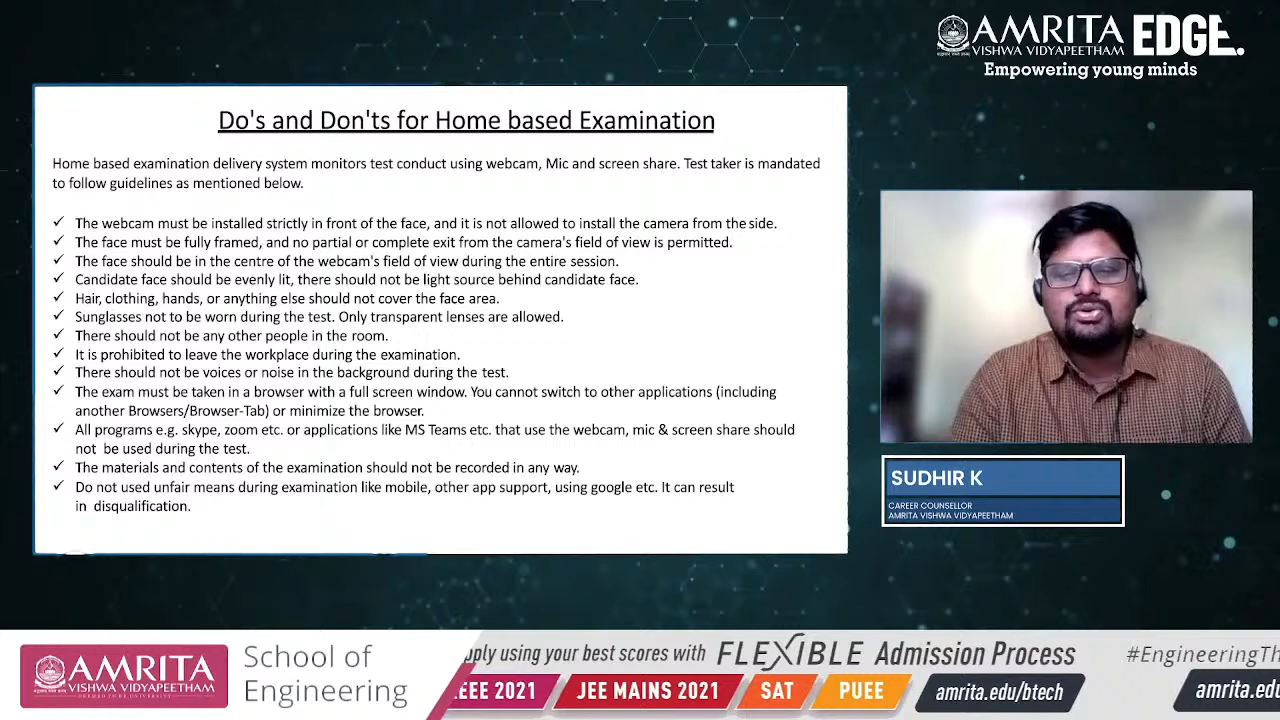 AMRITA
VISHWA VIDYAPEETHAM
EDGE.
Empowering young minds
Do's and Don'ts for Home based Examination
Home based examination delivery system monitors test conduct using webcam, Mic and screen share. Test taker is mandated
to follow guidelines as mentioned below.
✓ The webcam must be installed strictly in front of the face, and it is not allowed to install the camera from the side.
✓ The face must be fully framed, and no partial or complete exit from the camera's field of view is permitted.
✓ The face should be in the centre of the webcam's field of view during the entire session.
✓ Candidate face should be evenly lit, there should not be light source behind candidate face.
✓ Hair, clothing, hands, or anything else should not cover the face area.
✓ Sunglasses not to be worn during the test. Only transparent lenses are allowed.
✓ There should not be any other people in the room.
✓ It is prohibited to leave the workplace during the examination.
✓ There should not be voices or noise in the background during the test.
✓ The exam must be taken in a browser with a full screen window. You cannot switch to other applications (including
another Browsers/Browser-Tab) or minimize the browser.
✓ All programs e.g. skype, zoom etc. or applications like MS Teams etc. that use the webcam, mic & screen share should
not be used during the test.
✓ The materials and contents of the examination should not be recorded in any way.
✓ Do not used unfair means during examination like mobile, other app support, using google etc. It can result
in disqualification.
SUDHIR K
CAREER COUNSELLOR
AMRITA VISHWA VIDYAPEETHAM
AMRITA
VISHWA VIDYAPEETHAM
School of
Engineering
pply using your best scores with FLEXIBLE Admission Process
#EngineeringTh
EEE 2021
JEE MAINS 2021
SAT
PUEE
amrita.edu/btech
amrita.edu